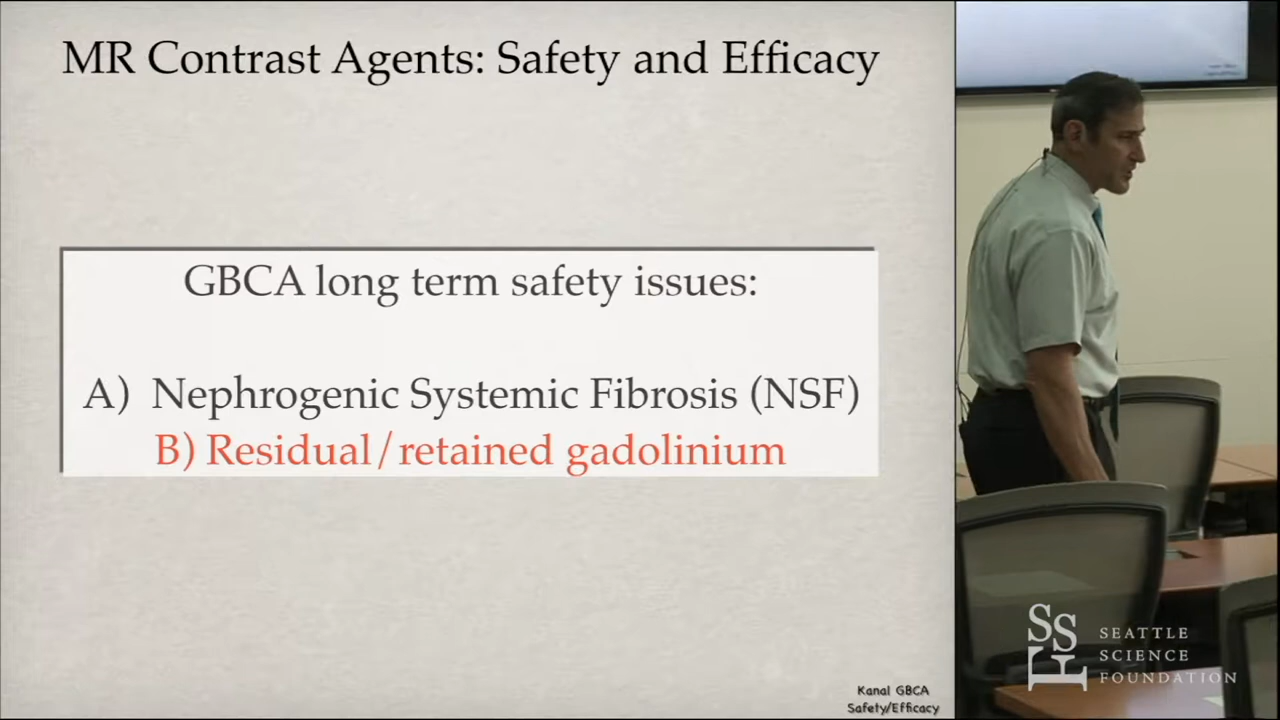 MR Contrast Agents: Safety and Efficacy
GBCA long term safety issues:
A) Nephrogenic Systemic Fibrosis (NSF)
B) Residual/retained gadolinium
Kanal GBCA
Safety/Efficacy
SSF
SEATTLE
SCIENCE
FOUNDATION